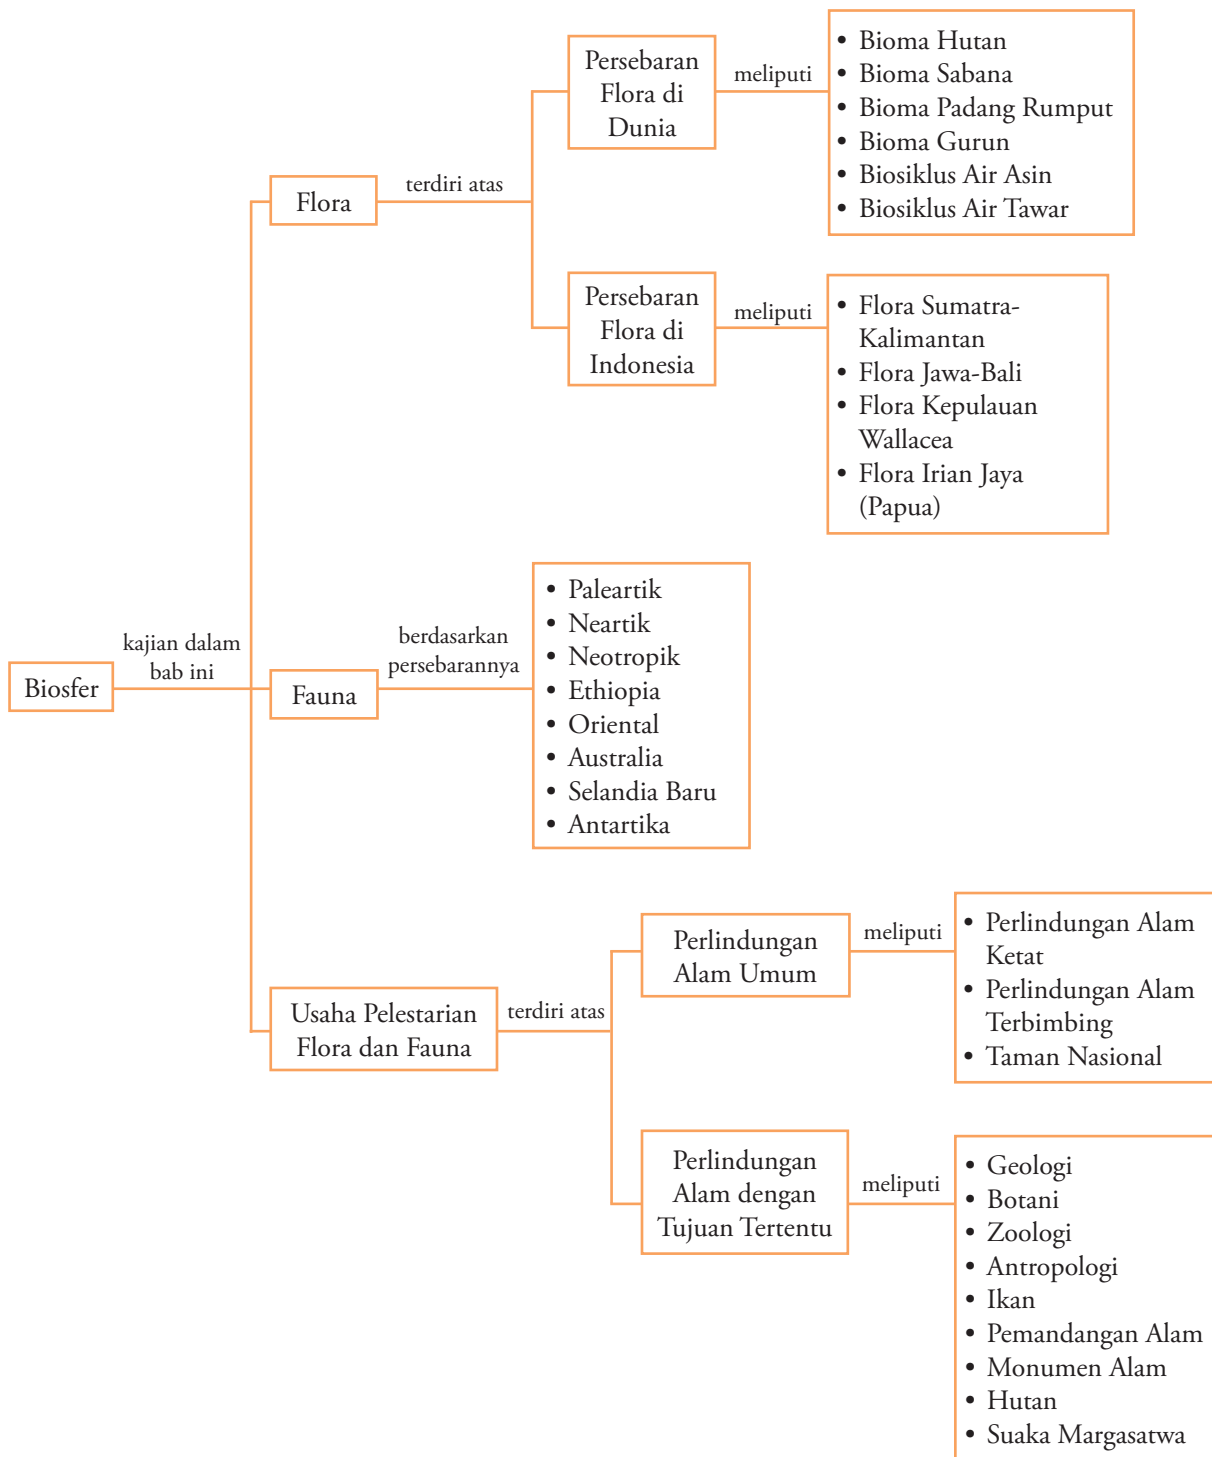 Biosfer
kajian dalam
bab ini
Flora
terdiri atas
Persebaran
Flora di
Dunia
meliputi
• Bioma Hutan
• Bioma Sabana
• Bioma Padang Rumput
• Bioma Gurun
• Biosiklus Air Asin
• Biosiklus Air Tawar
Persebaran
Flora di
Indonesia
meliputi
• Flora Sumatra-
Kalimantan
• Flora Jawa-Bali
• Flora Kepulauan
Wallacea
• Flora Irian Jaya
(Papua)
Fauna
berdasarkan
persebarannya
• Paleartik
• Neartik
• Neotropik
• Ethiopia
• Oriental
• Australia
• Selandia Baru
• Antartika
Usaha Pelestarian
Flora dan Fauna
terdiri atas
Perlindungan
Alam Umum
meliputi
• Perlindungan Alam
Ketat
• Perlindungan Alam
Terbimbing
• Taman Nasional
Perlindungan
Alam dengan
Tujuan Tertentu
meliputi
• Geologi
• Botani
• Zoologi
• Antropologi
• Ikan
• Pemandangan Alam
• Monumen Alam
• Hutan
• Suaka Margasatwa